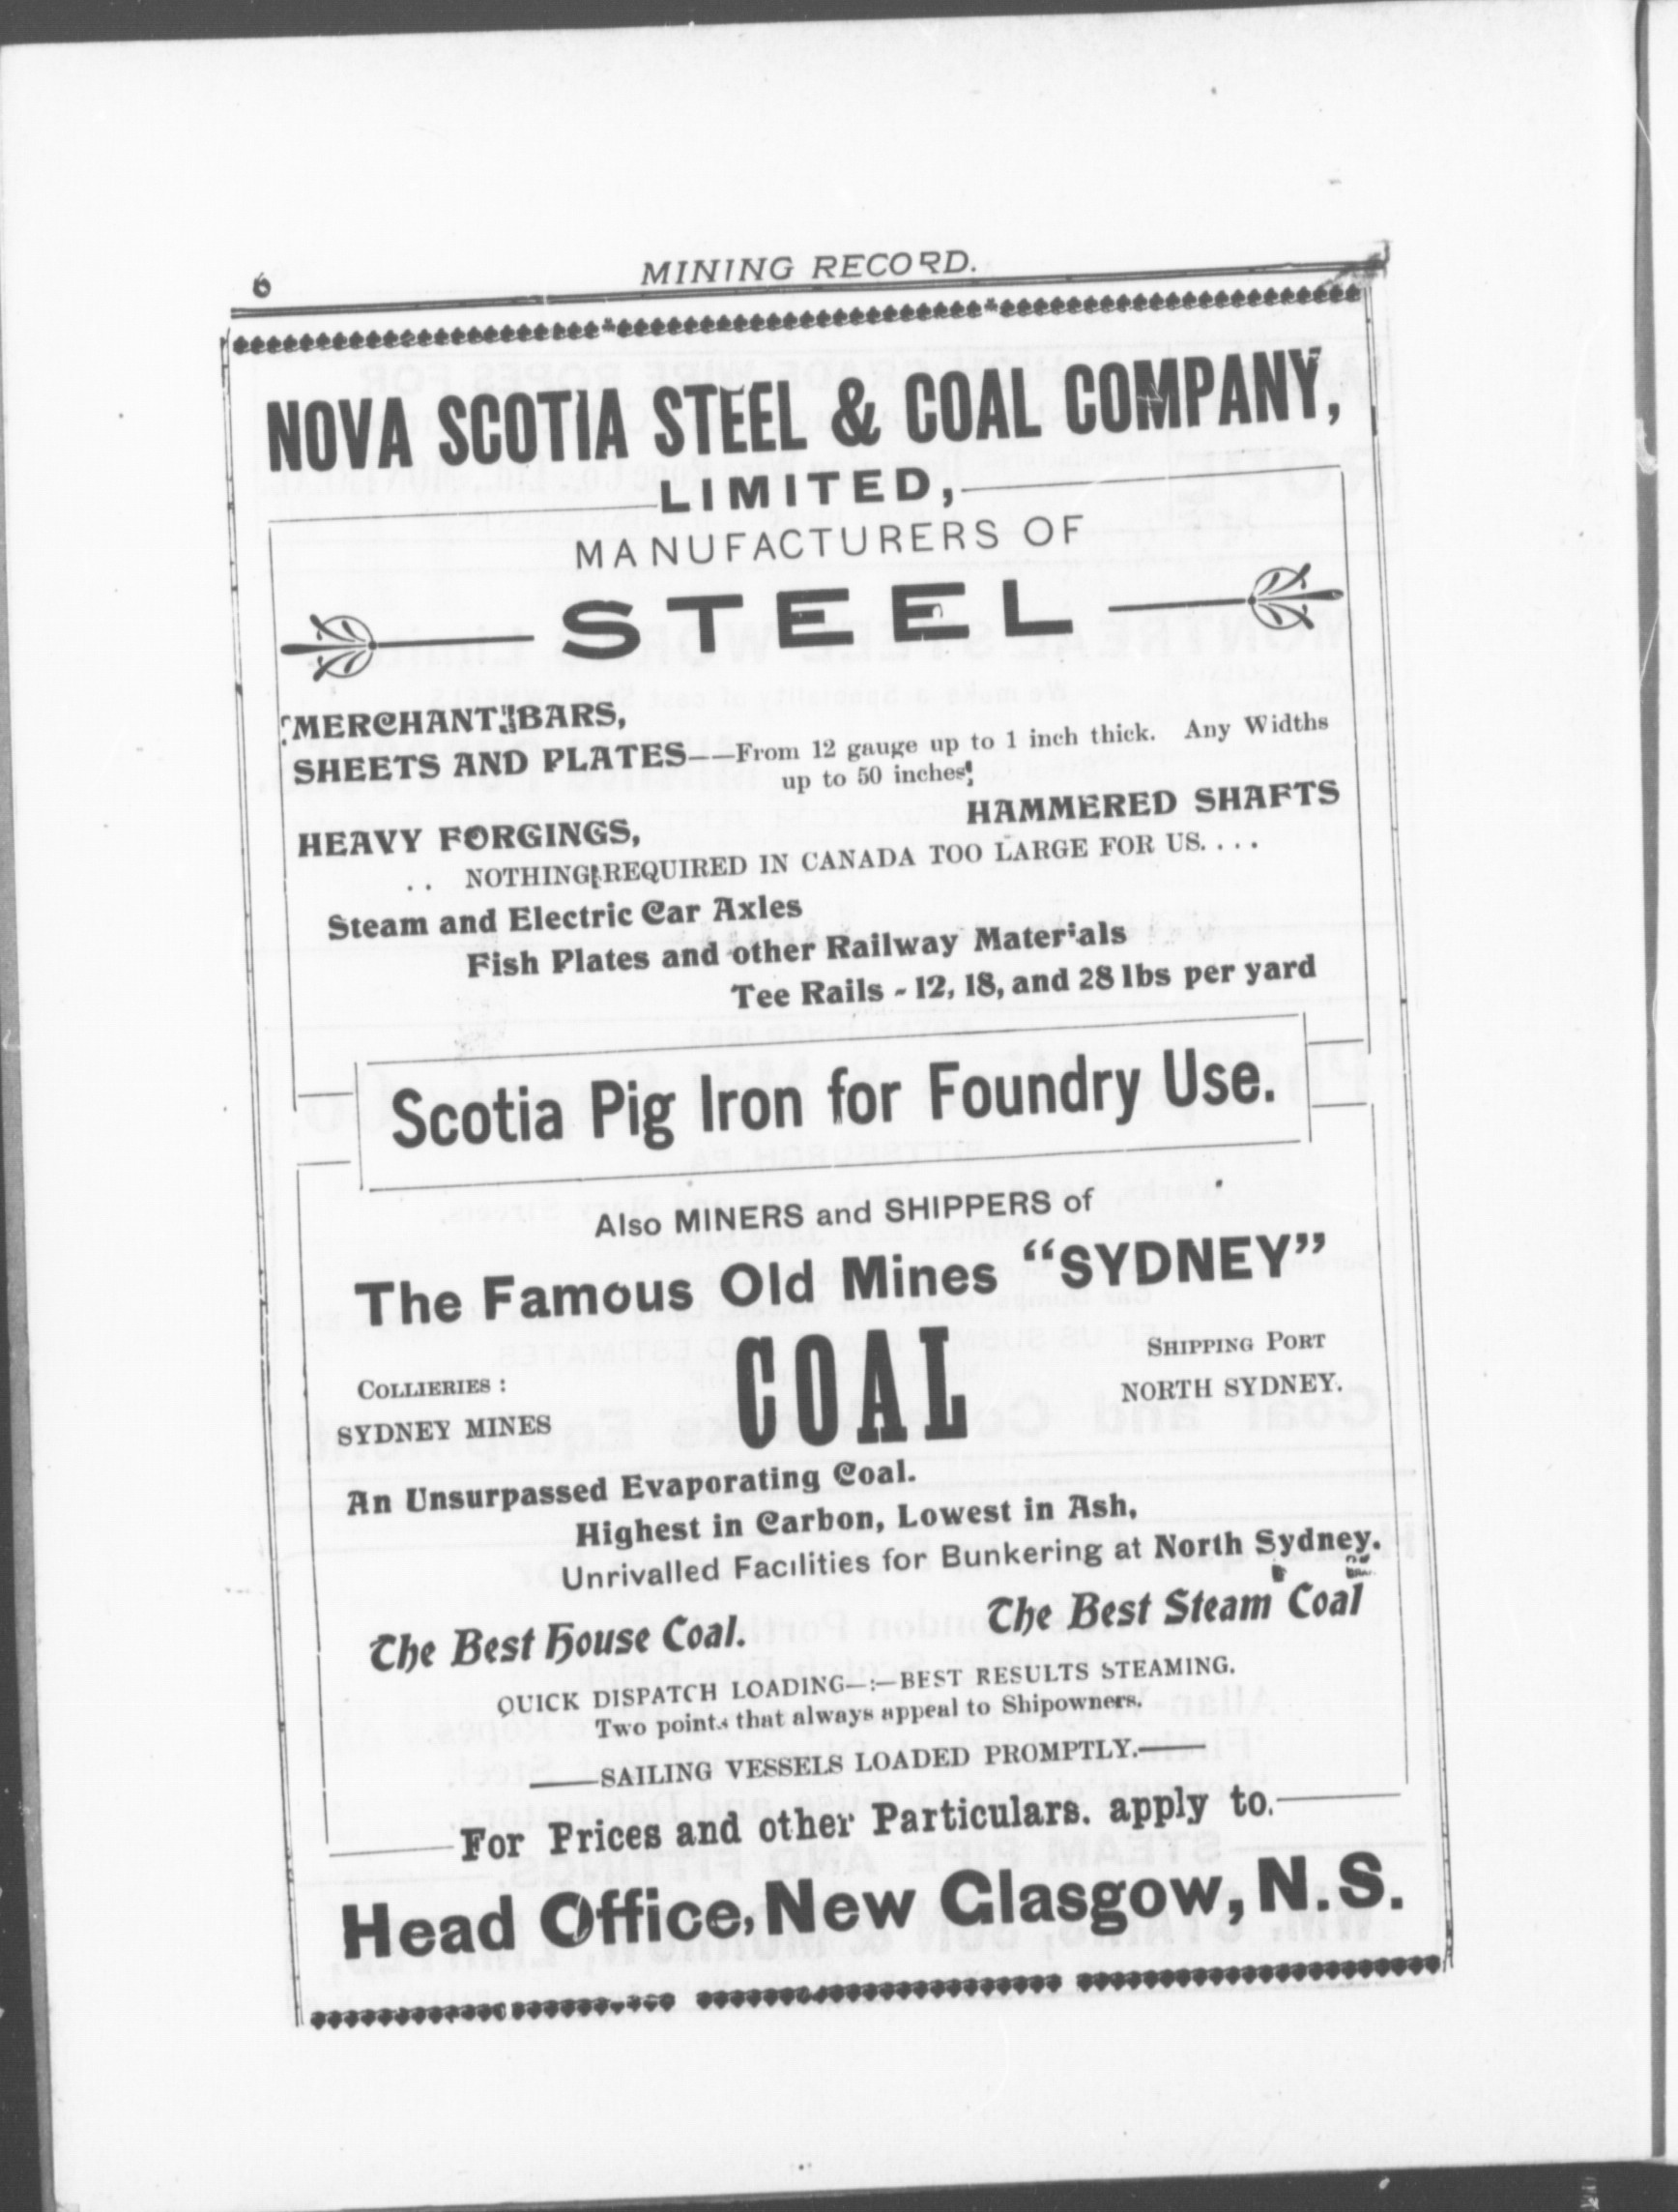 6
MINING RECORD.
NOVA SCOTIA STEEL & COAL COMPANY,
LIMITED,
MANUFACTURERS OF
STEEL
MERCHANT BARS,
SHEETS AND PLATES——From 12 gauge up to 1 inch thick. Any Widths
up to 50 inches.
HEAVY FORGINGS, HAMMERED SHAFTS
.. NOTHING REQUIRED IN CANADA TOO LARGE FOR US....
Steam and Electric Car Axles
Fish Plates and other Railway Materials
Tee Rails - 12, 18, and 28 lbs per yard
Scotia Pig Iron for Foundry Use.
Also MINERS and SHIPPERS of
The Famous Old Mines "SYDNEY"
COAL
COLLIERIES :
SYDNEY MINES
SHIPPING PORT
NORTH SYDNEY.
An Unsurpassed Evaporating Coal.
Highest in Carbon, Lowest in Ash,
Unrivalled Facilities for Bunkering at North Sydney.
The Best House Coal. The Best Steam Coal
QUICK DISPATCH LOADING—:—BEST RESULTS STEAMING.
Two points that always appeal to Shipowners.
——SAILING VESSELS LOADED PROMPTLY.——
For Prices and other Particulars. apply to.
Head Office, New Glasgow, N.S.